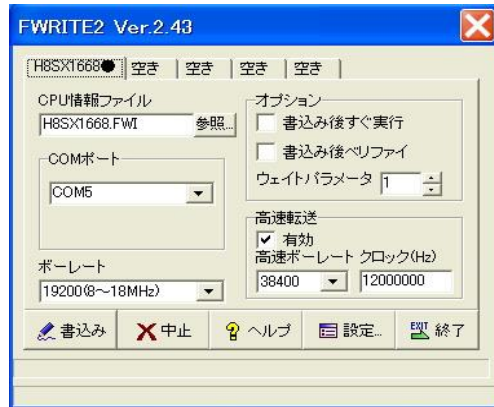 FWRITE2 Ver.2.43
H8SX1668● 空き 空き 空き 空き
CPU情報ファイル
H8SX1668.FWI 参照...
COMポート
COM5
ボーレート
19200(8～18MHz)
オプション
書込み後すぐ実行
書込み後ベリファイ
ウェイトパラメータ 1
高速転送
有効
高速ボーレート クロック(Hz)
38400 12000000
書込み 中止 ヘルプ 設定... EXIT 終了